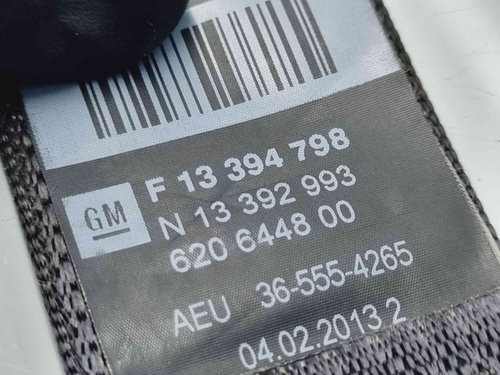 GM
F 13 394 798
N 13 392 993
620 6448 00
AEU 36-555-4265
04.02.2013 2